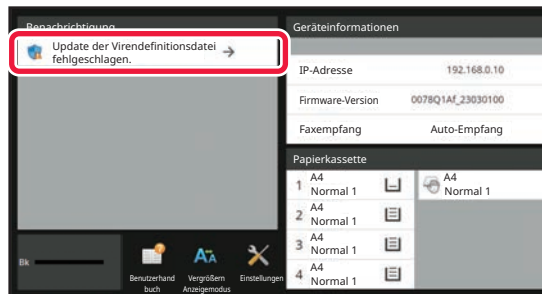 Benachrichtigung
Update der Virendefinitionsdatei
fehlgeschlagen.
Geräteinformationen
IP-Adresse 192.168.0.10
Firmware-Version 0078Q1Af_23030100
Faxempfang Auto-Empfang
Papierkassette
1 A4
Normal 1
A4
Normal 1
2 A4
Normal 1
3 A4
Normal 1
4 A4
Normal 1
Bk
Benutzerhand
buch
Vergrößern
Anzeigemodus
Einstellungen